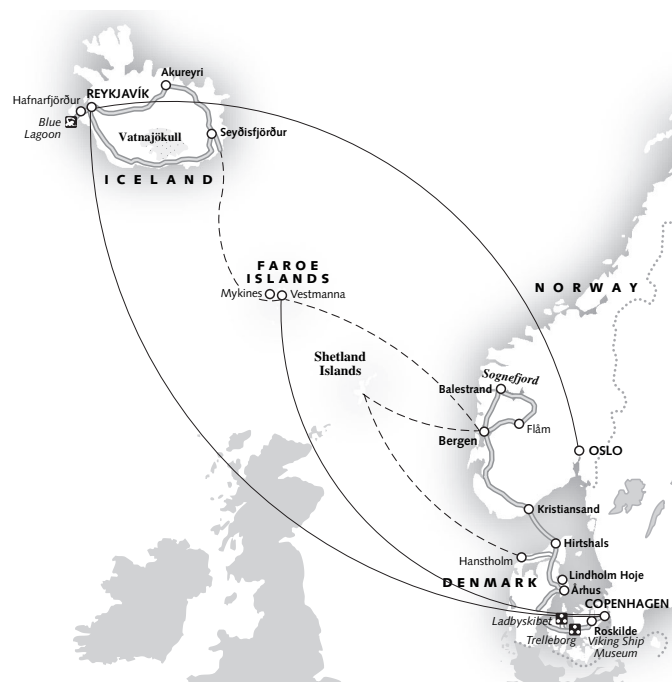 Akureyri
Hafnarfjörður
REYKJAVÍK
Blue
Lagoon
Vatnajökull
Seyðisfjörður
ICELAND
FAROE
ISLANDS
Mykines
Vestmanna
NORWAY
Shetland
Islands
Sognefjord
Balestrand
Bergen
Flåm
OSLO
Kristiansand
Hirtshals
Hanstholm
Lindholm Hoje
DENMARK
Århus
COPENHAGEN
Ladbyskibet
Roskilde
Trelleborg
Viking Ship
Museum